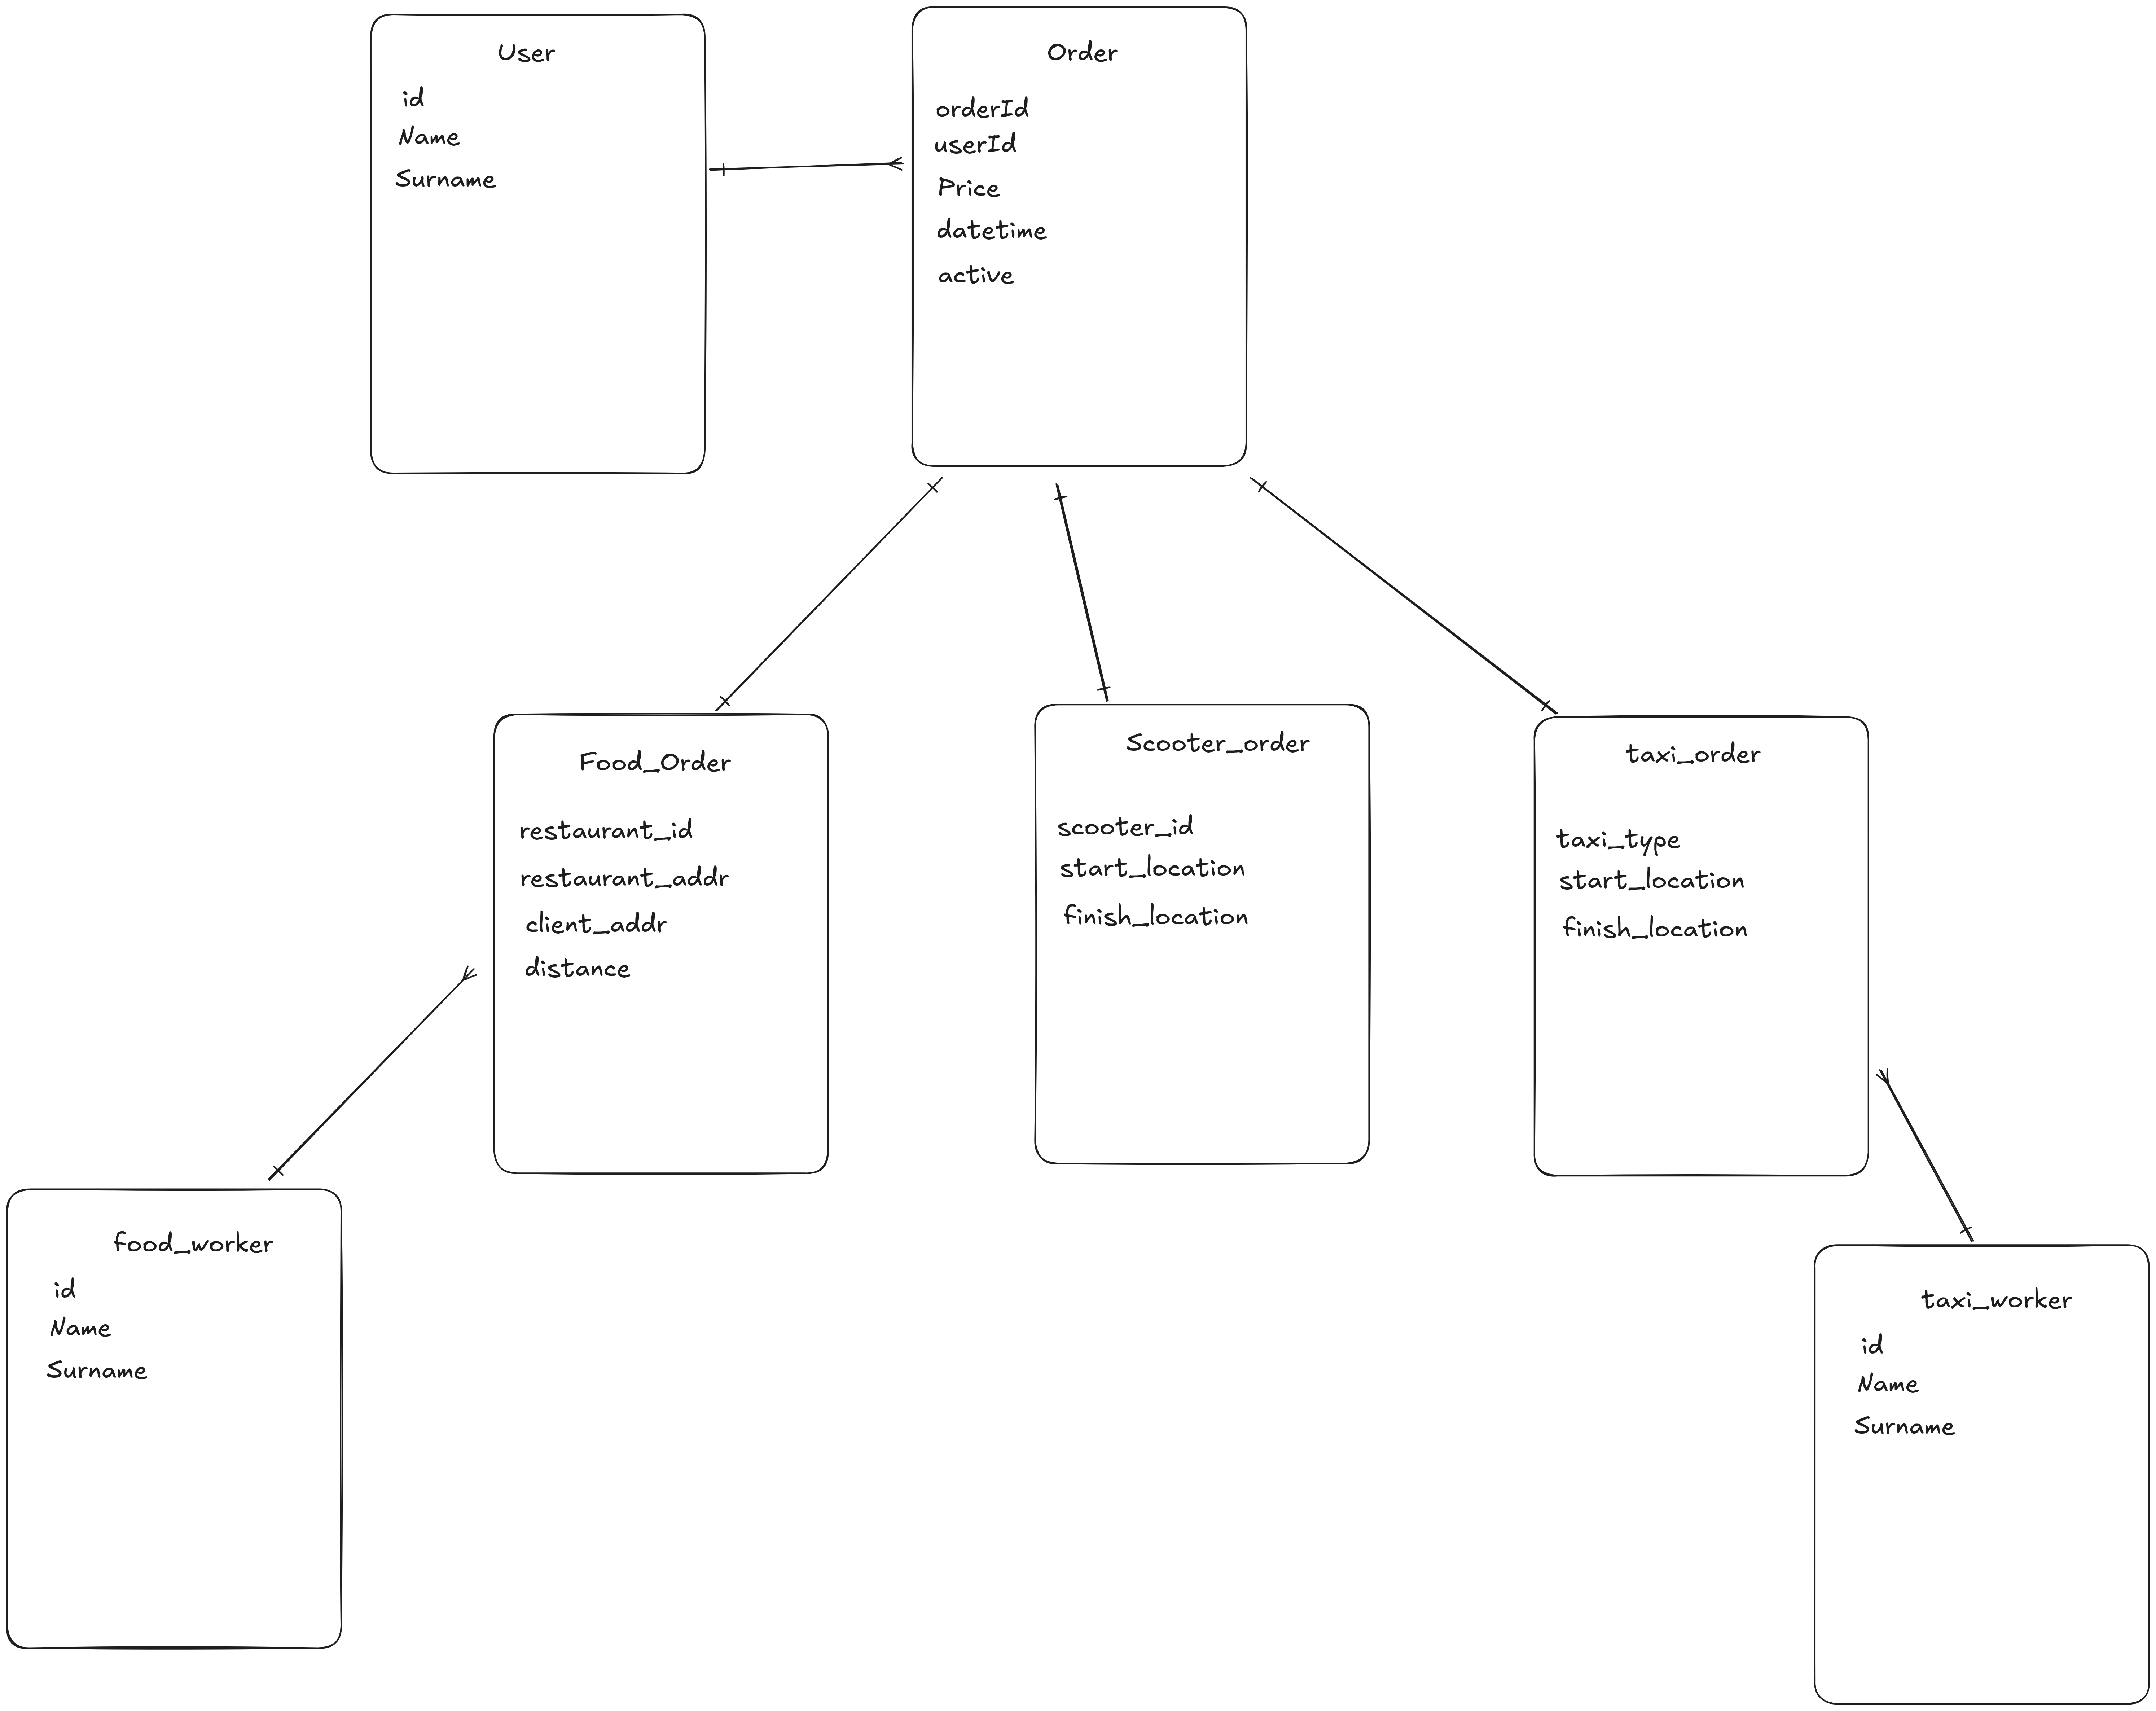 User
id
Name
Surname
Order
orderId
userId
Price
datetime
active
Food_Order
restaurant_id
restaurant_addr
client_addr
distance
Scooter_order
scooter_id
start_location
finish_location
taxi_order
taxi_type
start_location
finish_location
food_worker
id
Name
Surname
taxi_worker
id
Name
Surname